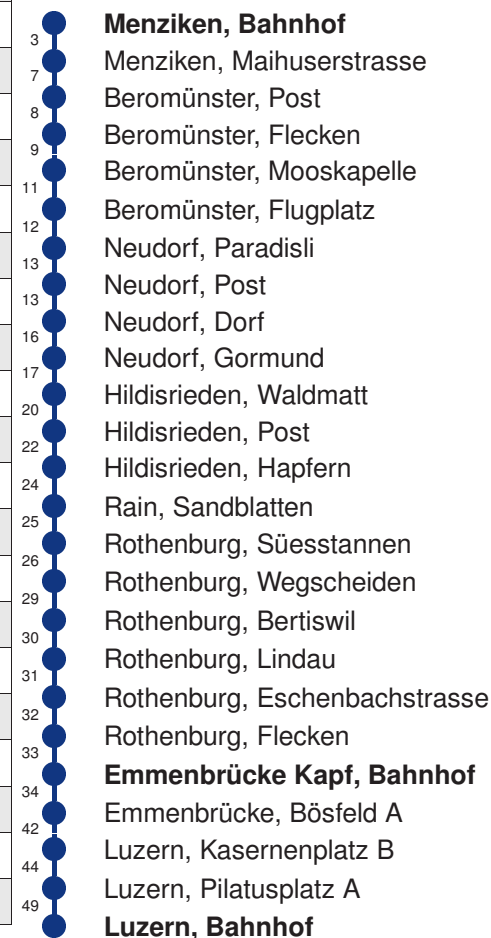 Menziken, Bahnhof
3
Menziken, Maihuserstrasse
7
Beromünster, Post
8
Beromünster, Flecken
9
Beromünster, Mooskapelle
11
Beromünster, Flugplatz
12
Neudorf, Paradisli
13
Neudorf, Post
13
Neudorf, Dorf
16
Neudorf, Gormund
17
Hildisrieden, Waldmatt
20
Hildisrieden, Post
22
Hildisrieden, Hapfern
24
Rain, Sandblatten
25
Rothenburg, Süesstannen
26
Rothenburg, Wegscheiden
29
Rothenburg, Bertiswil
30
Rothenburg, Lindau
31
Rothenburg, Eschenbachstrasse
32
Rothenburg, Flecken
33
Emmenbrücke Kapf, Bahnhof
34
Emmenbrücke, Bösfeld A
42
Luzern, Kasernenplatz B
44
Luzern, Pilatusplatz A
49
Luzern, Bahnhof